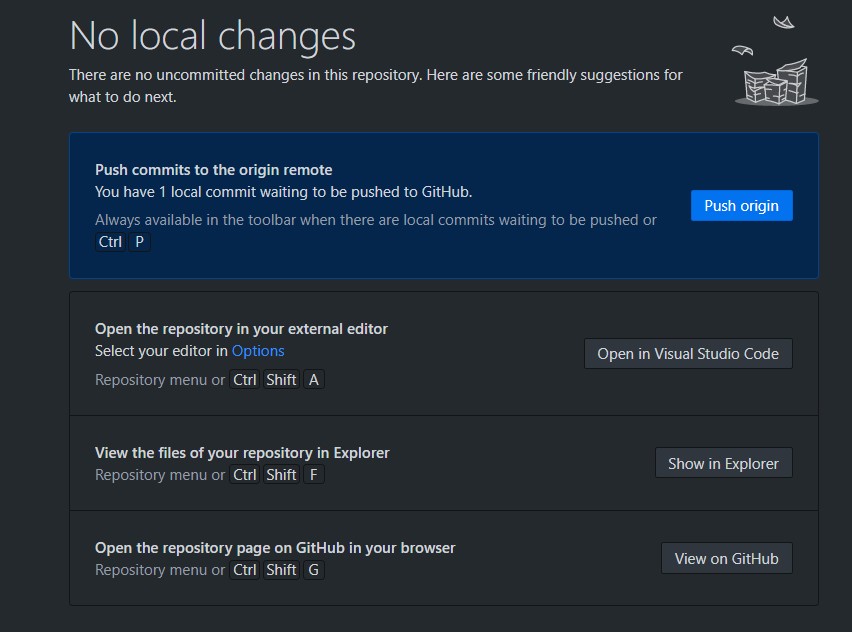 No local changes
There are no uncommitted changes in this repository. Here are some friendly suggestions for
what to do next.
Push commits to the origin remote
You have 1 local commit waiting to be pushed to GitHub.
Always available in the toolbar when there are local commits waiting to be pushed or
Ctrl P
Push origin
Open the repository in your external editor
Select your editor in Options
Repository menu or Ctrl Shift A
Open in Visual Studio Code
View the files of your repository in Explorer
Repository menu or Ctrl Shift F
Show in Explorer
Open the repository page on GitHub in your browser
Repository menu or Ctrl Shift G
View on GitHub